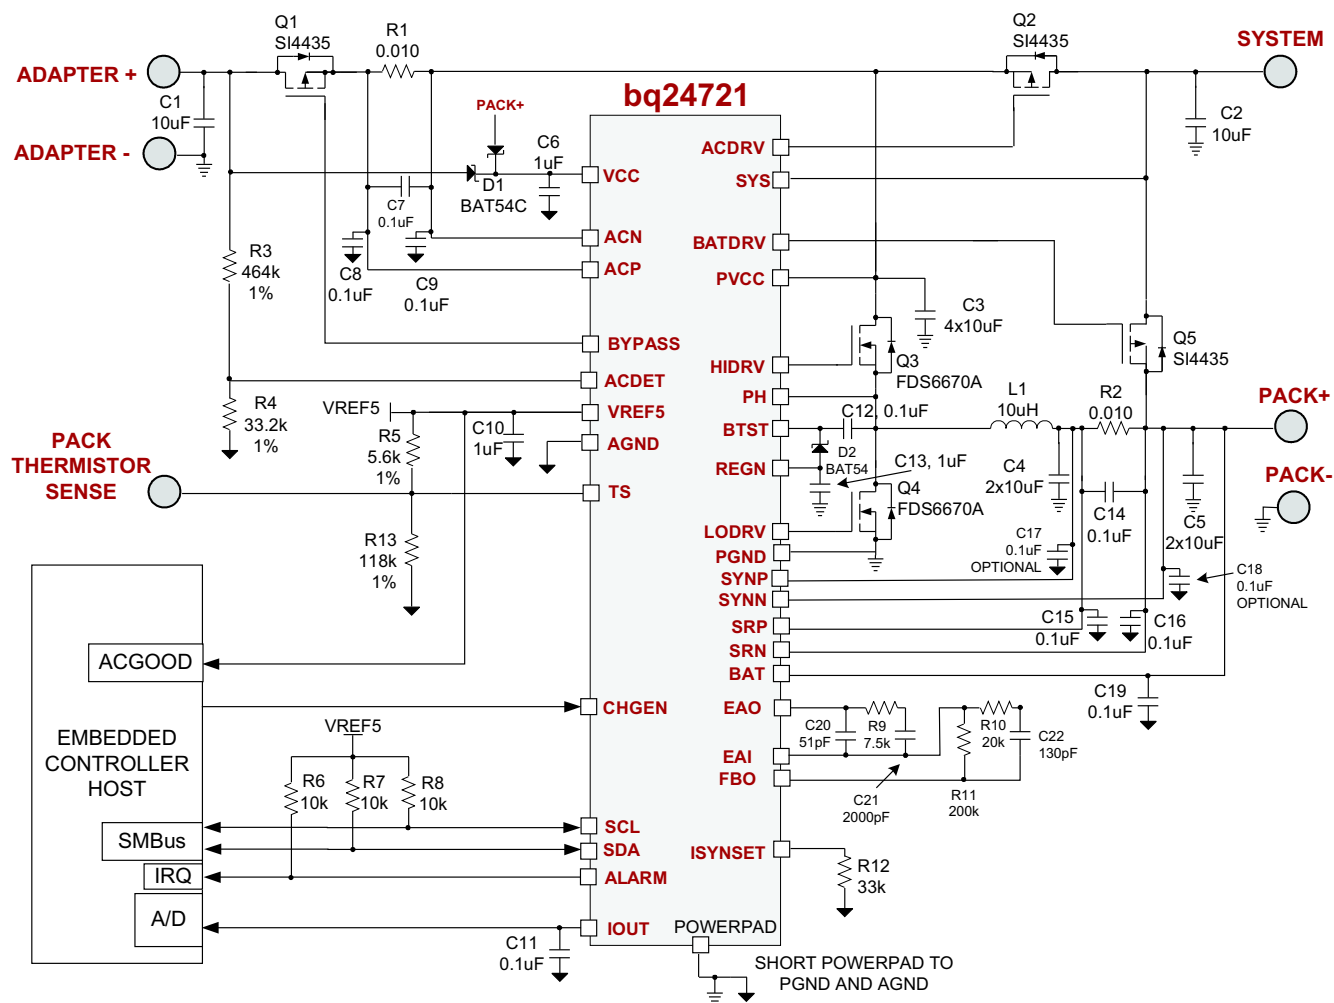 Q1
SI4435
R1
0.010
Q2
SI4435
SYSTEM
ADAPTER +
C1
10uF
ADAPTER -
bq24721
PACK+
C6
1uF
D1
BAT54C
C2
10uF
VCC
ACDRV
SYS
C7
0.1uF
ACN
BATDRV
ACP
PVCC
R3
464k
1%
C8
0.1uF
C9
0.1uF
C3
4x10uF
BYPASS
HIDRV
Q3
FDS6670A
Q5
SI4435
ACDET
PH
R4
33.2k
1%
VREF5
VREF5
BTST
C12, 0.1uF
L1
10uH
R2
0.010
PACK+
R5
5.6k
1%
C10
1uF
AGND
REGN
D2
BAT54
C13, 1uF
C4
2x10uF
PACK
THERMISTOR
SENSE
TS
Q4
FDS6670A
PACK-
C14
0.1uF
C5
2x10uF
LODRV
PGND
R13
118k
1%
C17
0.1uF
OPTIONAL
SYNP
SYNN
C18
0.1uF
OPTIONAL
SRP
C15
0.1uF
C16
0.1uF
SRN
BAT
ACGOOD
C19
0.1uF
CHGEN
EAO
C20
51pF
R9
7.5k
R10
20k
C22
130pF
EMBEDDED
CONTROLLER
HOST
VREF5
EAI
FBO
R6
10k
R7
10k
R8
10k
C21
2000pF
R11
200k
SMBus
SCL
SDA
ISYNSET
R12
33k
IRQ
ALARM
A/D
IOUT
POWERPAD
C11
0.1uF
SHORT POWERPAD TO
PGND AND AGND